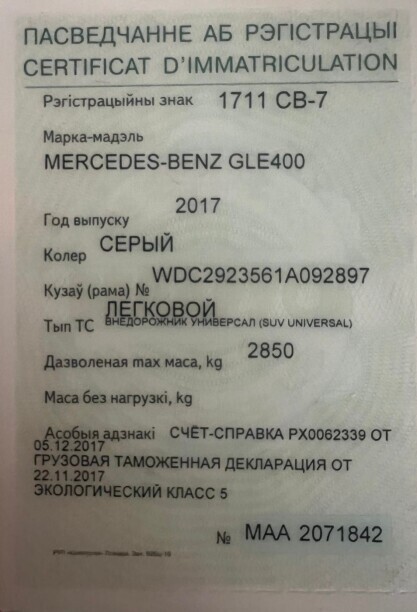 ПАСВЕДЧАННЕ АБ РЭГІСТРАЦЫІ
CERTIFICAT D'IMMATRICULATION
Рэгістрацыйны знак 1711 СВ-7
Марка-мадэль
MERCEDES-BENZ GLE400
Год выпуску 2017
Колер СЕРЫЙ
Кузаў (рама) № WDC2923561A092897
Тып ТС ЛЕГКОВОЙ
ВНЕДОРОЖНИК УНИВЕРСАЛ (SUV UNIVERSAL)
Дазволеная max маса, kg 2850
Маса без нагрузкі, kg
Асобыя адзнакі СЧЁТ-СПРАВКА РХ0062339 ОТ
05.12.2017
ГРУЗОВАЯ ТАМОЖЕННАЯ ДЕКЛАРАЦИЯ ОТ
22.11.2017
ЭКОЛОГИЧЕСКИЙ КЛАСС 5
№ МАА 2071842